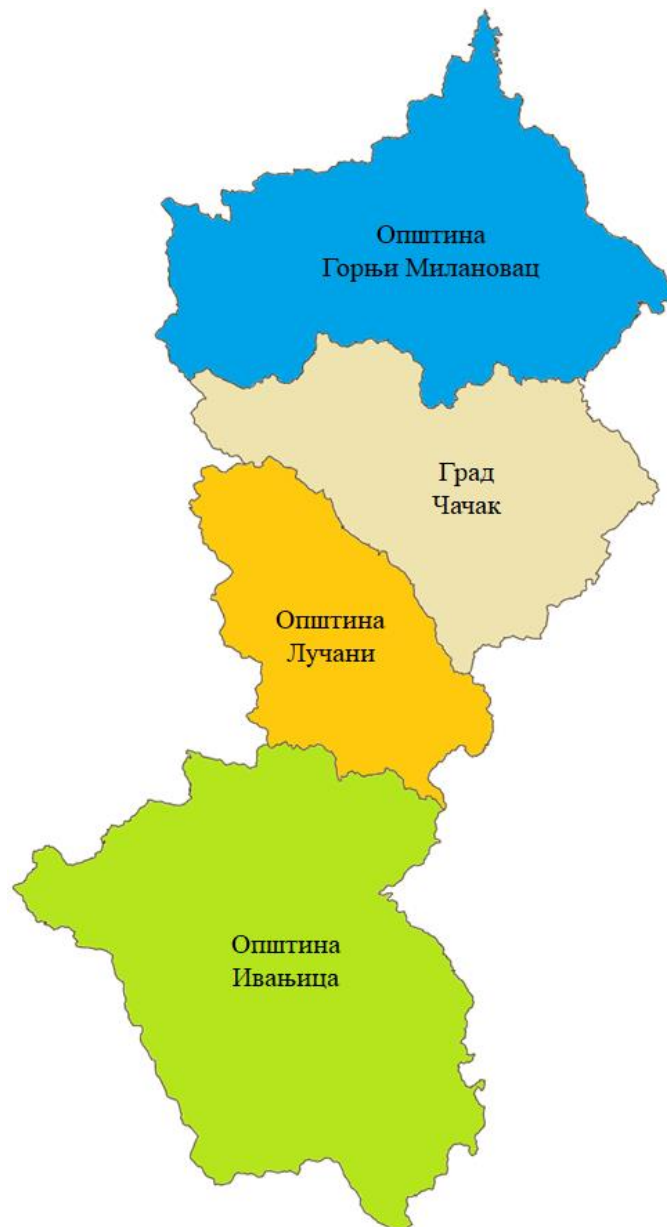 Општина
Горњи Милановац
Град
Чачак
Општина
Лучани
Општина
Ивањица